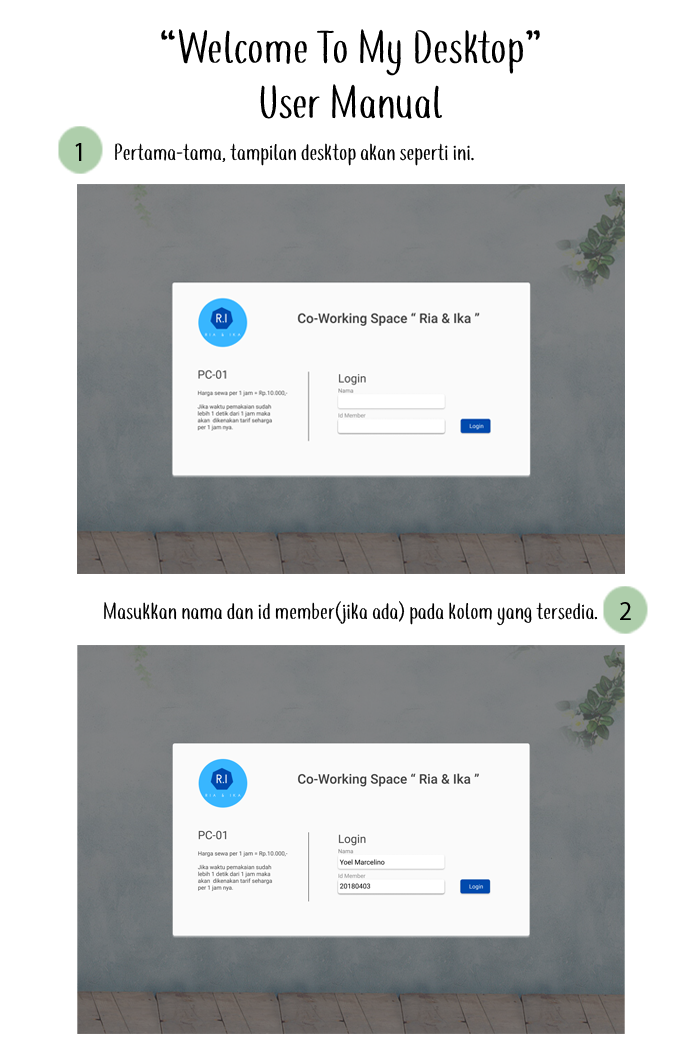 “Welcome To My Desktop”
User Manual
1
Pertama-tama, tampilan desktop akan seperti ini.
R.I
RIA & IKA
Co-Working Space “ Ria & Ika ”
PC-01
Harga sewa per 1 jam = Rp.10.000,-
Jika waktu pemakaian sudah
lebih 1 detik dari 1 jam maka
akan dikenakan tarif seharga
per 1 jam nya.
Login
Nama
Id Member
Login
Masukkan nama dan id member(jika ada) pada kolom yang tersedia.
2
R.I
RIA & IKA
Co-Working Space “ Ria & Ika ”
PC-01
Harga sewa per 1 jam = Rp.10.000,-
Jika waktu pemakaian sudah
lebih 1 detik dari 1 jam maka
akan dikenakan tarif seharga
per 1 jam nya.
Login
Nama
Yoel Marcelino
Id Member
20180403
Login